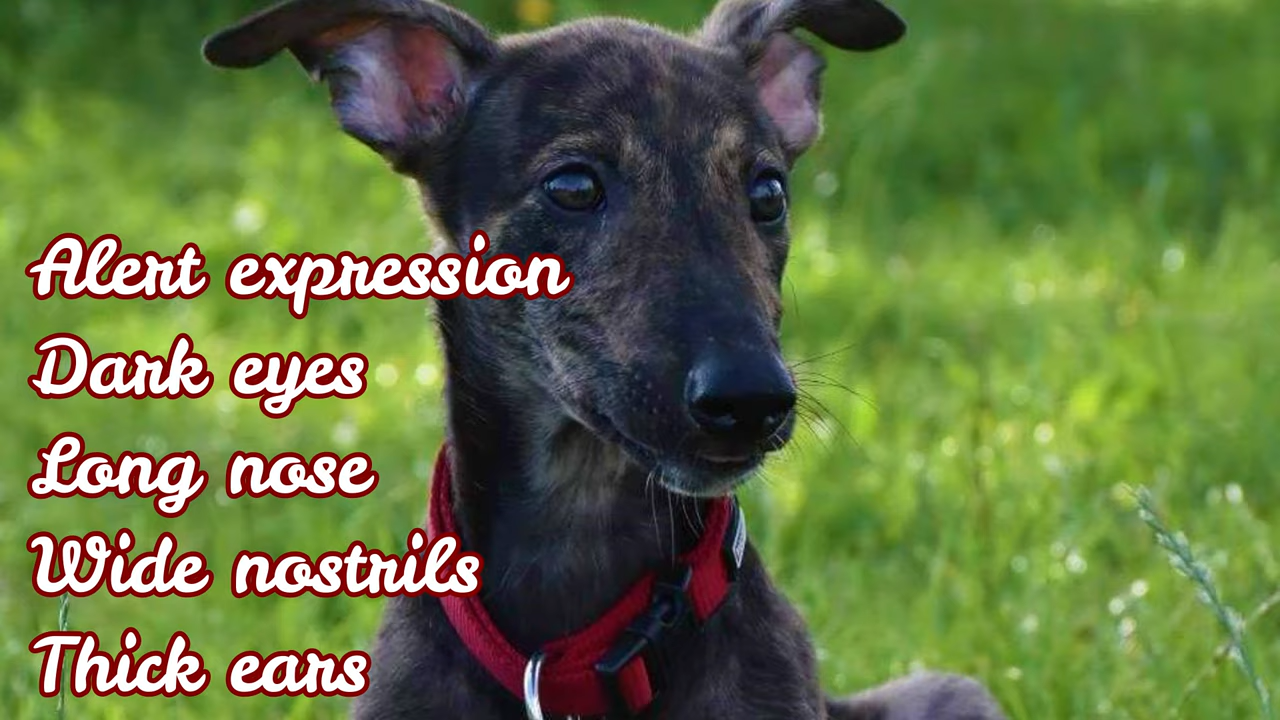 Alert expression
Dark eyes
Long nose
Wide nostrils
Thick ears